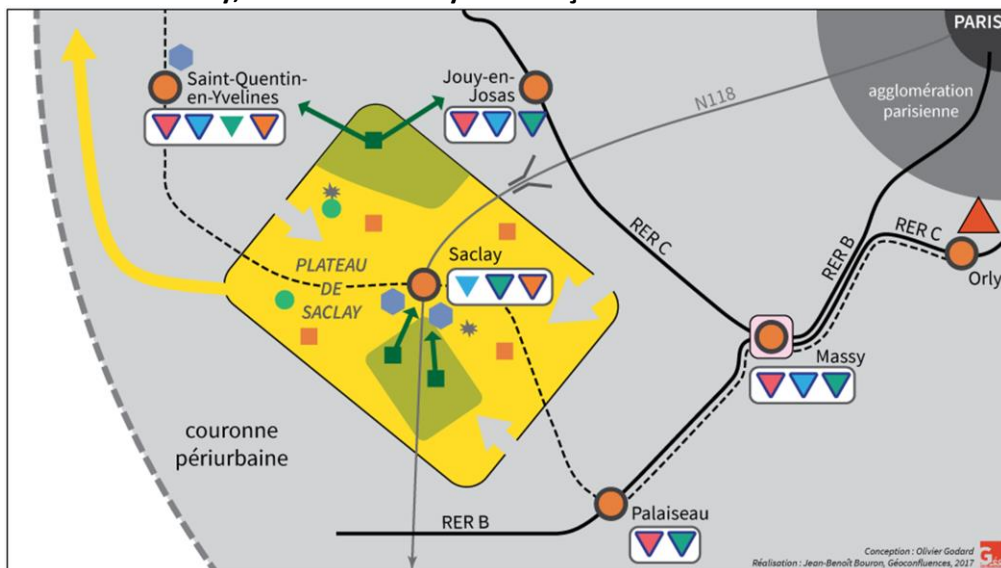 PARIS
Saint-Quentin-
en-Yvelines
Jouy-en-
Josas
N118
agglomération
parisienne
RER C
RER B
RER C
Orly
Saclay
PLATEAU
DE
SACLAY
Massy
couronne
périurbaine
Palaiseau
RER B
Conception : Olivier Godard
Réalisation : Jean-Benoît Bouron, Géoconfluences, 2017